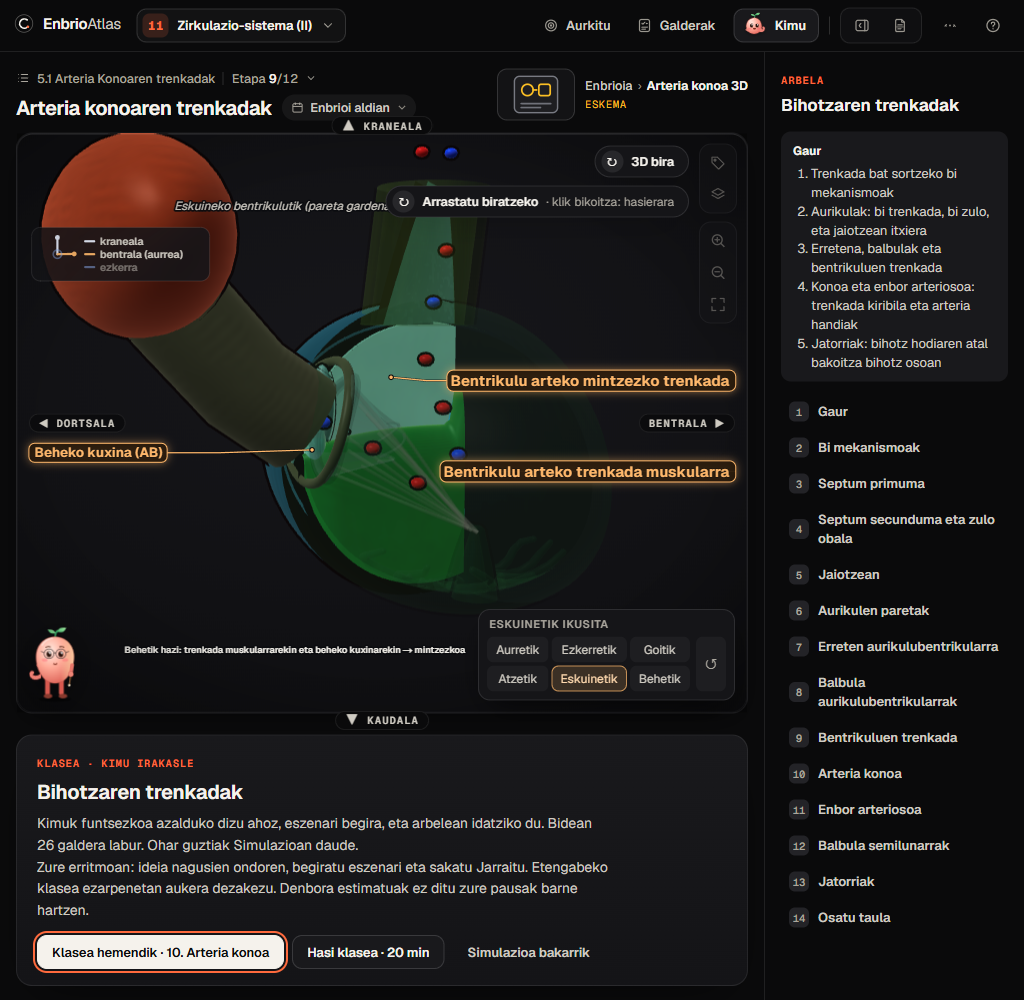 EnbrioAtlas
11 Zirkulazio-sistema (II)
Aurkitu
Galderak
Kimu
5.1 Arteria Konoaren trenkadak
Etapa 9/12
Arteria konoaren trenkadak
Enbrioi aldian
Enbrioia › Arteria konoa 3D
ESKEMA
▲ KRANEALA
3D bira
Eskuineko bentrikulutik (pareta gardena
Arrastatu biratzeko · klik bikoitza: hasierara
kraneala
bentrala (aurrea)
ezkerra
Bentrikulu arteko mintzezko trenkada
◀ DORTSALA
BENTRALA ▶
Beheko kuxina (AB)
Bentrikulu arteko trenkada muskularra
Behetik hazi: trenkada muskularrarekin eta beheko kuxinarekin → mintzezkoa
ESKUINETIK IKUSITA
Aurretik
Ezkerretik
Goitik
Atzetik
Eskuinetik
Behetik
▼ KAUDALA
KLASEA · KIMU IRAKASLE
Bihotzaren trenkadak
Kimuk funtsezkoa azalduko dizu ahoz, eszenari begira, eta arbelean idatziko du. Bidean
26 galdera labur. Ohar guztiak Simulazioan daude.
Zure erritmoan: ideia nagusien ondoren, begiratu eszenari eta sakatu Jarraitu. Etengabeko
klasea ezarpenetan aukera dezakezu. Denbora estimatuak ez ditu zure pausak barne
hartzen.
Klasea hemendik · 10. Arteria konoa
Hasi klasea · 20 min
Simulazioa bakarrik
ARBELA
Bihotzaren trenkadak
Gaur
1. Trenkada bat sortzeko bi
mekanismoak
2. Aurikulak: bi trenkada, bi zulo,
eta jaiotzean itxiera
3. Erretena, balbulak eta
bentrikuluen trenkada
4. Konoa eta enbor arteriosoa:
trenkada kiribila eta arteria
handiak
5. Jatorriak: bihotz hodiaren atal
bakoitza bihotz osoan
1 Gaur
2 Bi mekanismoak
3 Septum primuma
4 Septum secunduma eta zulo
obala
5 Jaiotzean
6 Aurikulen paretak
7 Erreten aurikulubentrikularra
8 Balbula
aurikulubentrikularrak
9 Bentrikuluen trenkada
10 Arteria konoa
11 Enbor arteriosoa
12 Balbula semilunarrak
13 Jatorriak
14 Osatu taula